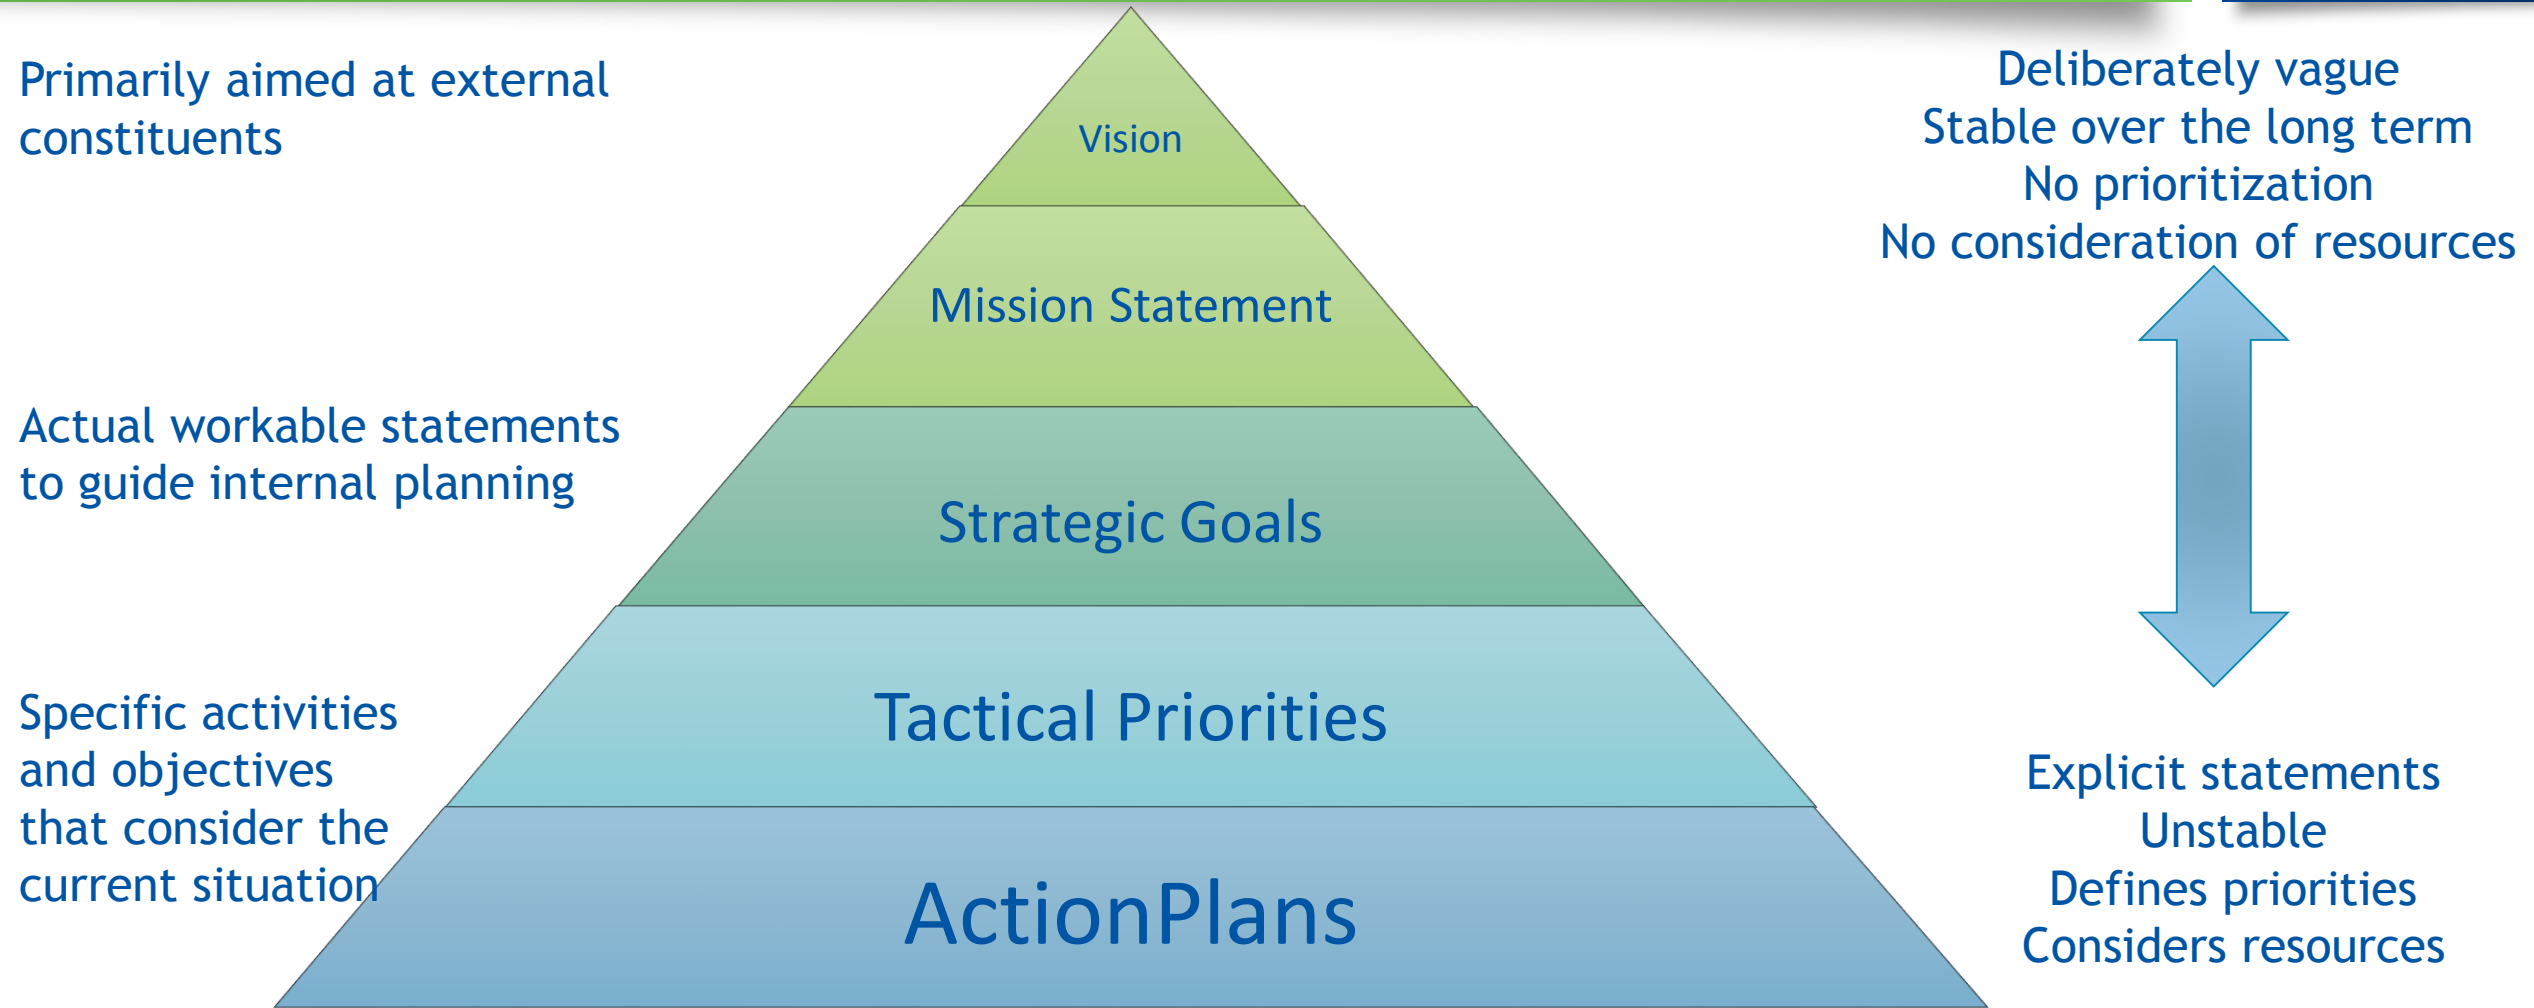 Primarily aimed at external
constituents
Actual workable statements
to guide internal planning
Specific activities
and objectives
that consider the
current situation
Vision
Mission Statement
Strategic Goals
Tactical Priorities
ActionPlans
Deliberately vague
Stable over the long term
No prioritization
No consideration of resources
Explicit statements
Unstable
Defines priorities
Considers resources